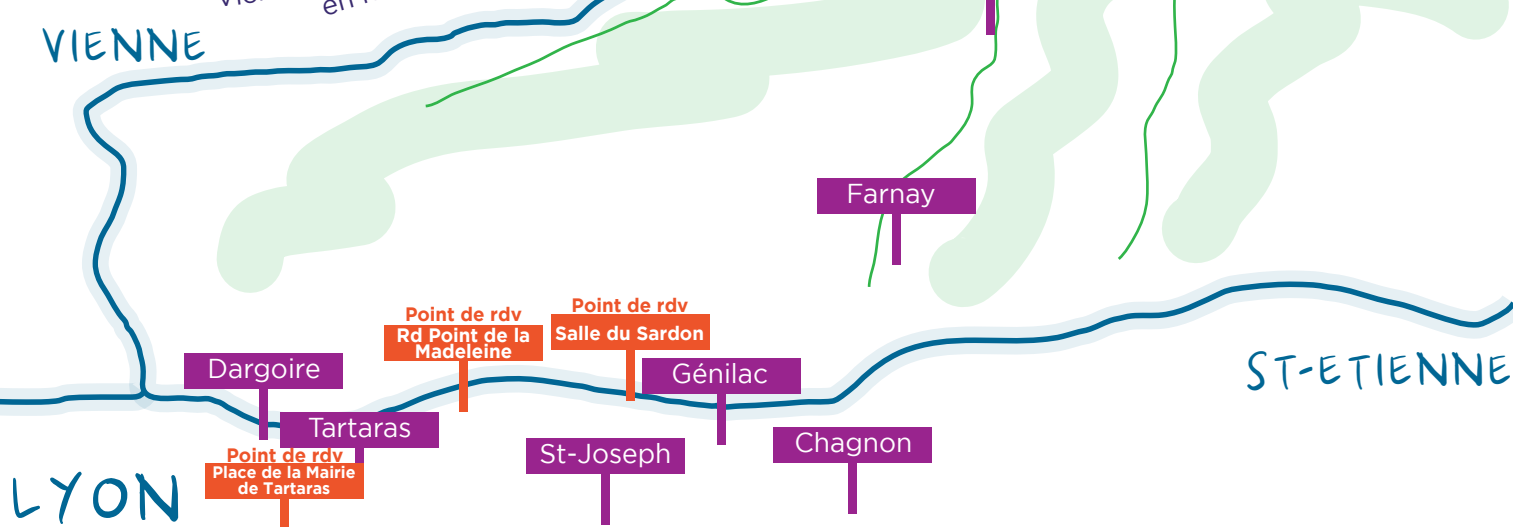 VIENNE
Farnay
Point de rdv
Salle du Sardon
Point de rdv
Rd Point de la
Madeleine
Dargoire
Génilac
ST-ETIENNE
Tartaras
Point de rdv
Place de la Mairie
de Tartaras
St-Joseph
Chagnon
LYON